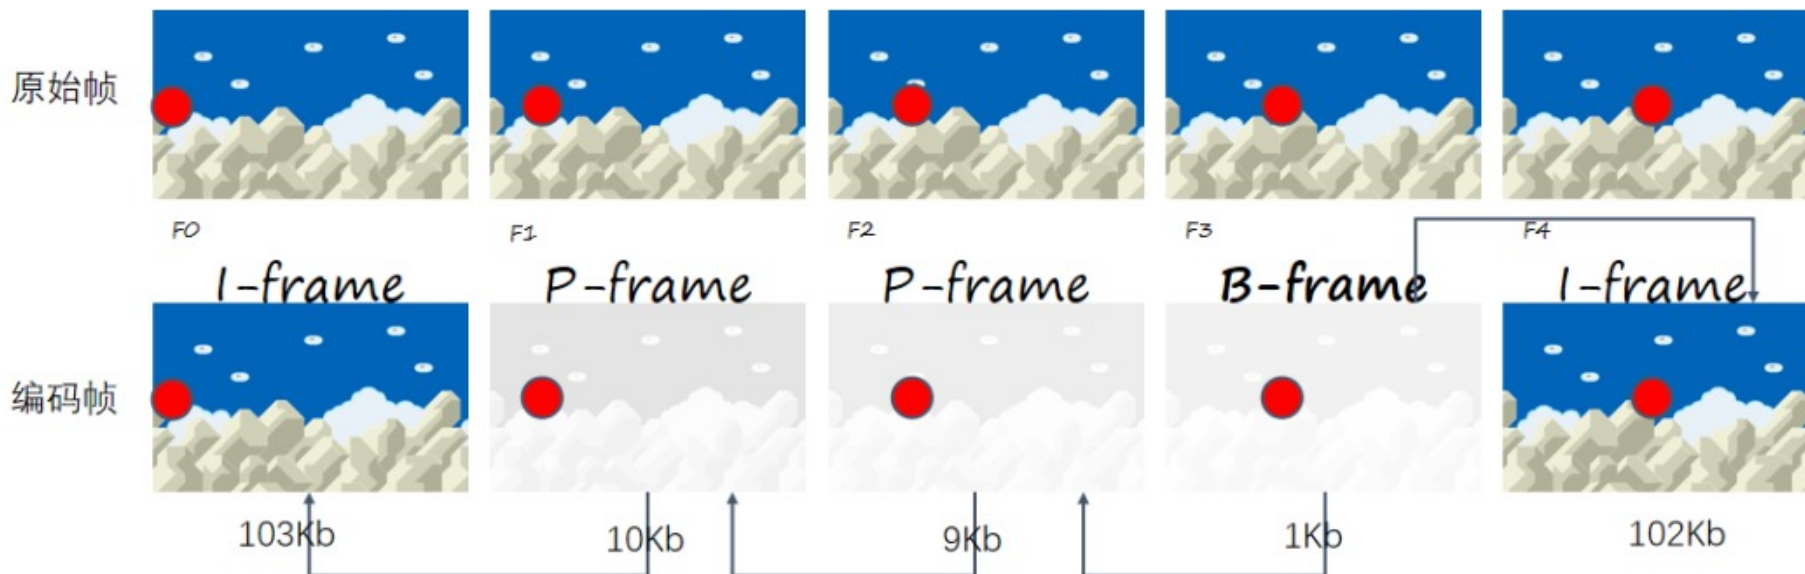 原始帧
F0 F1 F2 F3 F4
I-frame P-frame P-frame B-frame I-frame
编码帧
103Kb 10Kb 9Kb 1Kb 102Kb